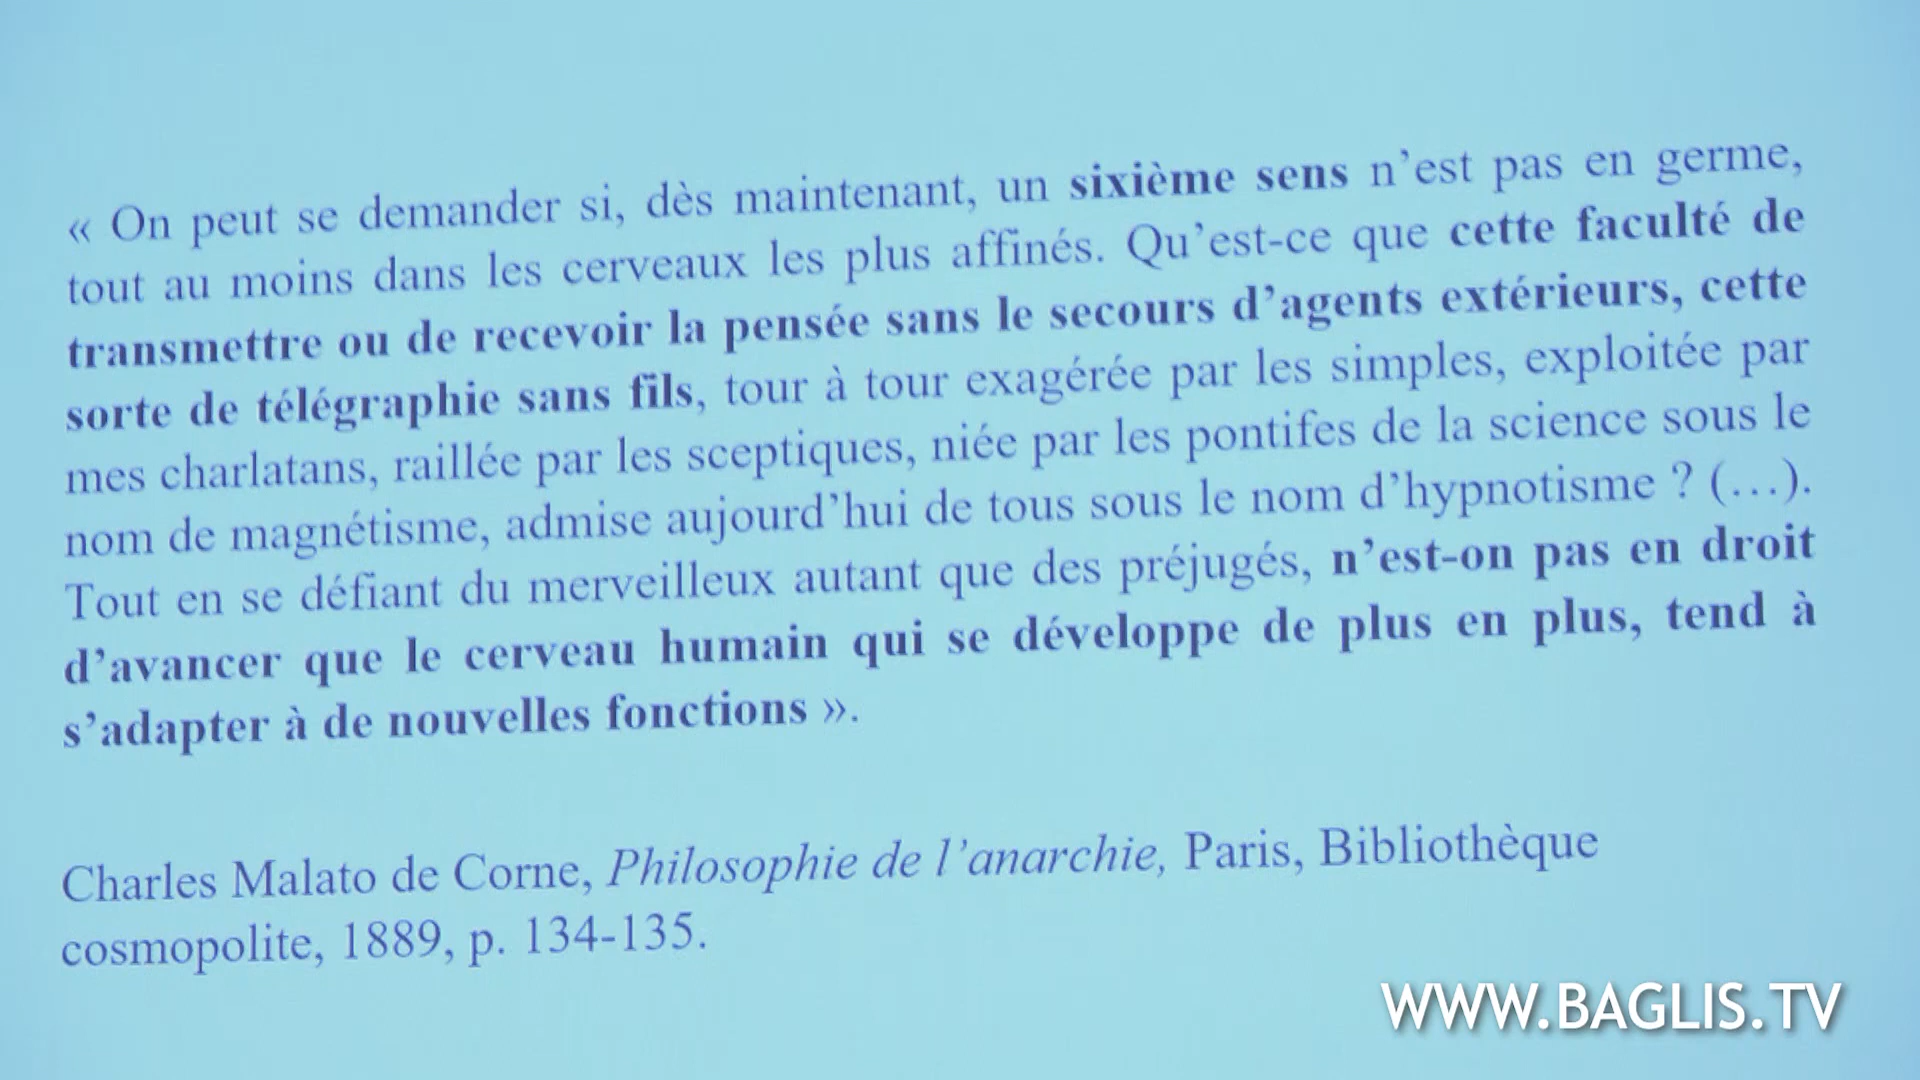 « On peut se demander si, dès maintenant, un sixième sens n’est pas en germe,
tout au moins dans les cerveaux les plus affinés. Qu’est-ce que cette faculté de
transmettre ou de recevoir la pensée sans le secours d’agents extérieurs, cette
sorte de télégraphie sans fils, tour à tour exagérée par les simples, exploitée par
mes charlatans, raillée par les sceptiques, niée par les pontifes de la science sous le
nom de magnétisme, admise aujourd’hui de tous sous le nom d’hypnotisme ? (…).
Tout en se défiant du merveilleux autant que des préjugés, n’est-on pas en droit
d’avancer que le cerveau humain qui se développe de plus en plus, tend à
s’adapter à de nouvelles fonctions ».
Charles Malato de Corne, Philosophie de l’anarchie, Paris, Bibliothèque
cosmopolite, 1889, p. 134-135.
WWW.BAGLIS.TV